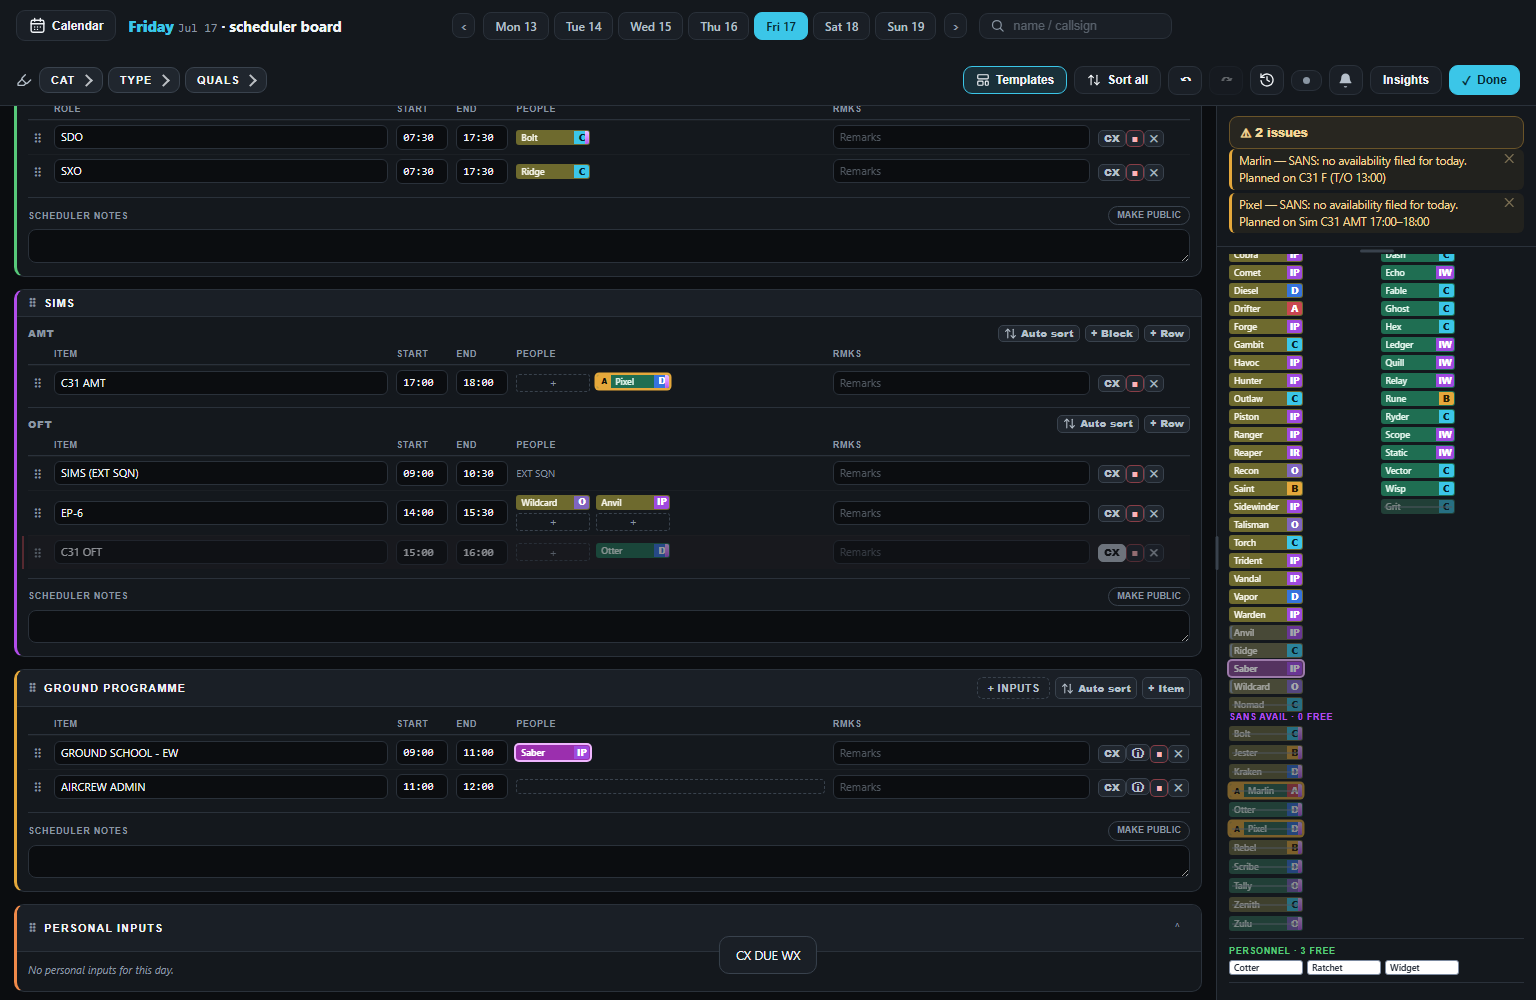 Calendar
Friday Jul 17 · scheduler board
‹ Mon 13 Tue 14 Wed 15 Thu 16 Fri 17 Sat 18 Sun 19 ›
name / callsign
CAT TYPE QUALS
Templates Sort all Insights ✓ Done
ROLE START END PEOPLE RMKS
SDO 07:30 17:30 Bolt C Remarks CX
SXO 07:30 17:30 Ridge C Remarks CX
SCHEDULER NOTES MAKE PUBLIC
SIMS
AMT Auto sort + Block + Row
ITEM START END PEOPLE RMKS
C31 AMT 17:00 18:00 + A Pixel D Remarks CX
OFT Auto sort + Row
ITEM START END PEOPLE RMKS
SIMS (EXT SQN) 09:00 10:30 EXT SQN Remarks CX
EP-6 14:00 15:30 Wildcard O Anvil IP + + Remarks CX
C31 OFT 15:00 16:00 + Otter D Remarks CX
SCHEDULER NOTES MAKE PUBLIC
GROUND PROGRAMME + INPUTS Auto sort + Item
ITEM START END PEOPLE RMKS
GROUND SCHOOL - EW 09:00 11:00 Saber IP Remarks CX
AIRCREW ADMIN 11:00 12:00 Remarks CX
SCHEDULER NOTES MAKE PUBLIC
PERSONAL INPUTS
No personal inputs for this day.
CX DUE WX
⚠ 2 issues
Marlin — SANS: no availability filed for today.
Planned on C31 F (T/O 13:00)
Pixel — SANS: no availability filed for today.
Planned on Sim C31 AMT 17:00–18:00
Cobra IP Dash C
Comet IP Echo IW
Diesel D Fable C
Drifter A Ghost C
Forge IP Hex C
Gambit C Ledger IW
Havoc IP Quill IW
Hunter IP Relay IW
Outlaw C Rune B
Piston IP Ryder C
Ranger IP Scope IW
Reaper IR Static IW
Recon O Vector C
Saint B Wisp C
Sidewinder IP Grit C
Talisman O
Torch C
Trident IP
Vandal IP
Vapor D
Warden IP
Anvil IP
Ridge C
Saber IP
Wildcard O
Nomad C
SANS AVAIL · 0 FREE
Bolt C
Jester B
Kraken D
A Marlin A
Otter D
A Pixel D
Rebel B
Scribe D
Tally O
Zenith C
Zulu O
PERSONNEL · 3 FREE
Cotter Ratchet Widget